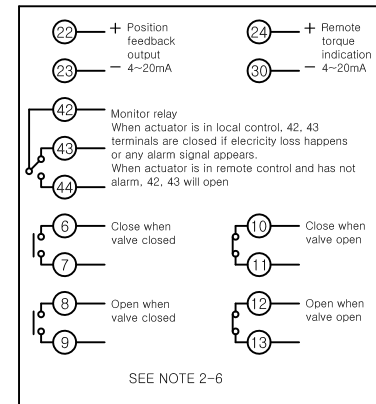 22 + Position
feedback
output
23 − 4~20mA
24 + Remote
torque
indication
30 − 4~20mA
42
Monitor relay
When actuator is in local control, 42, 43
43 terminals are closed if elecricity loss happens
or any alarm signal appears.
44 When actuator is in remote control and has not
alarm, 42, 43 will open
6 Close when
valve closed
7
10 Close when
valve open
11
8 Open when
valve closed
9
12 Open when
valve open
13
SEE NOTE 2-6